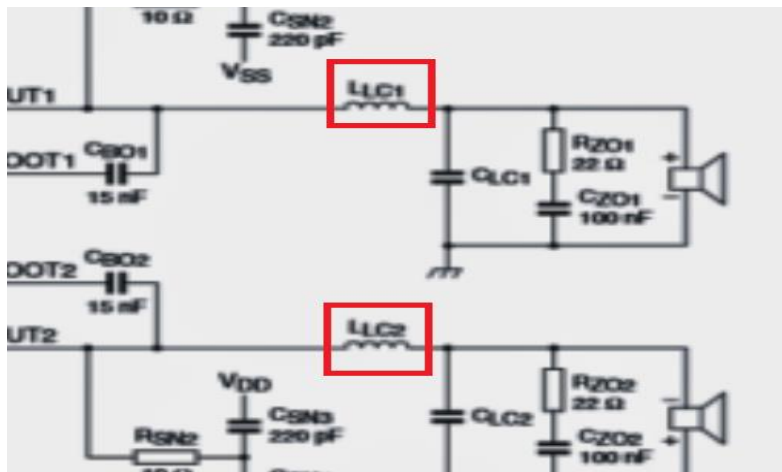 10 Ω
CSN2
220 pF
VSS
LLC1
UT1
RZO1
22 Ω
+
OOT1
CBO1
15 nF
CLC1
CZO1
100 nF
−
OOT2
CBO2
15 nF
LLC2
UT2
VDD
RZO2
22 Ω
−
CSN3
220 pF
CLC2
RSN2
CZO2
100 nF
+